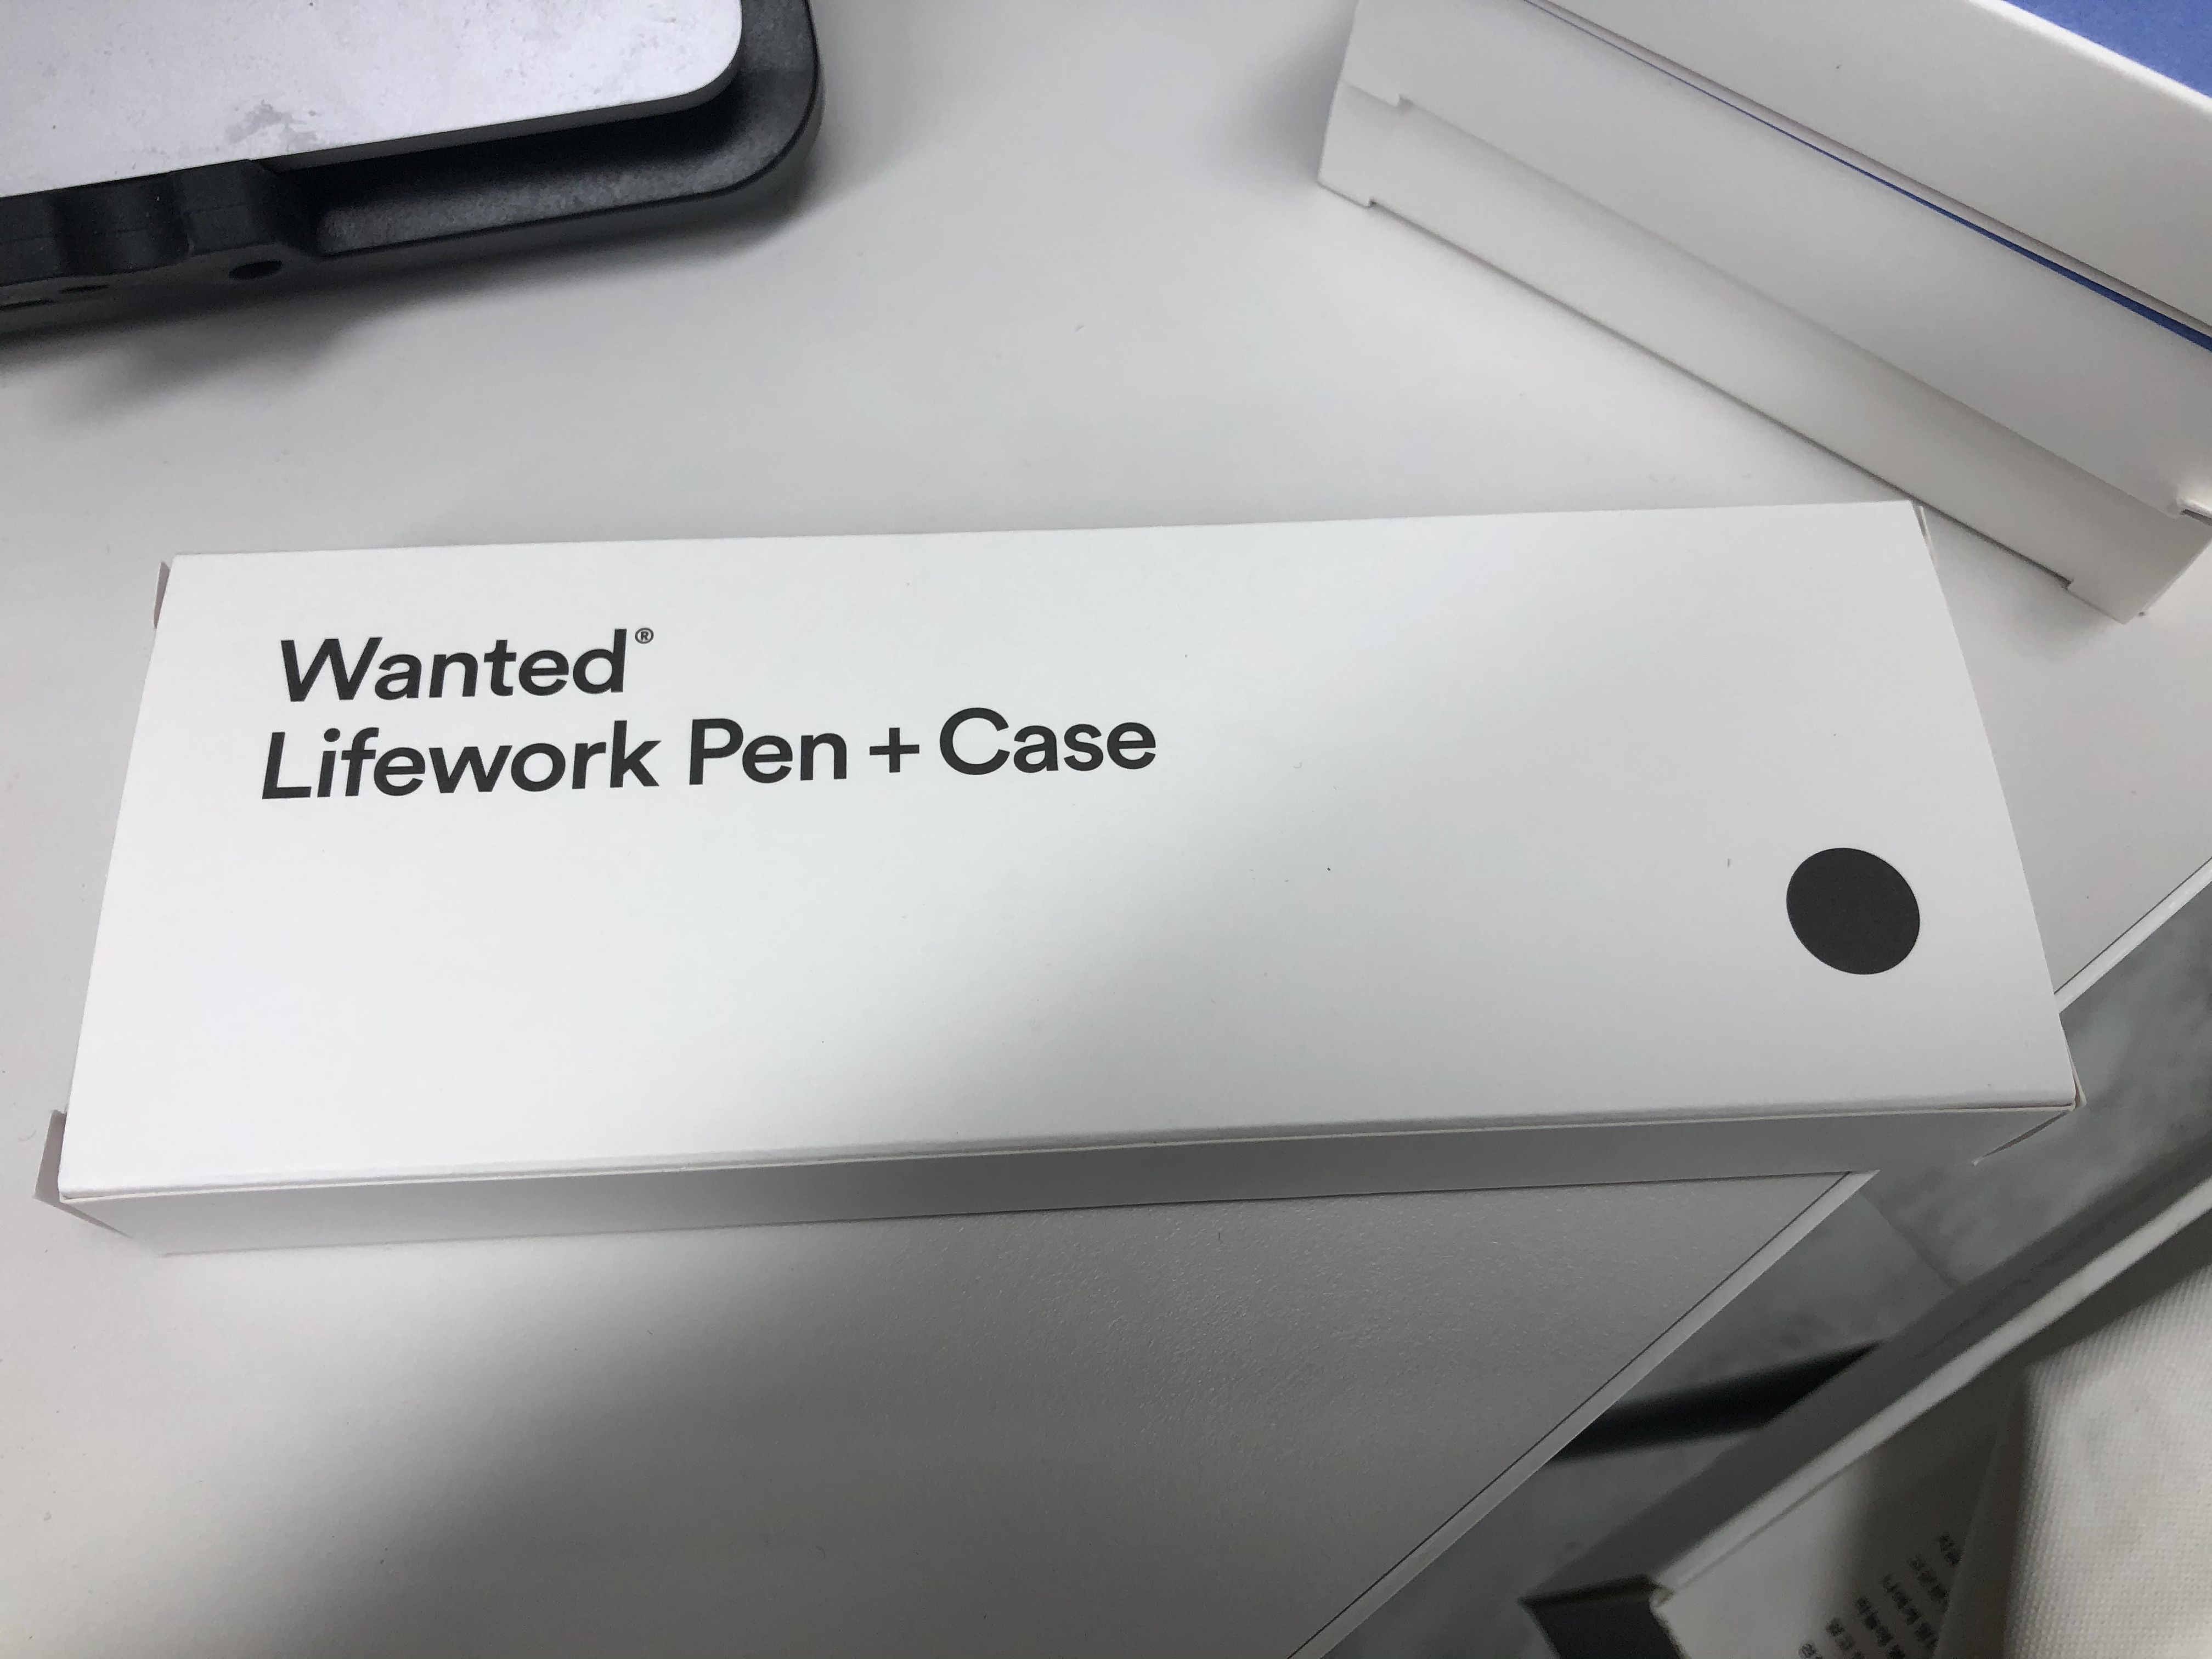 Wanted®
Lifework Pen + Case